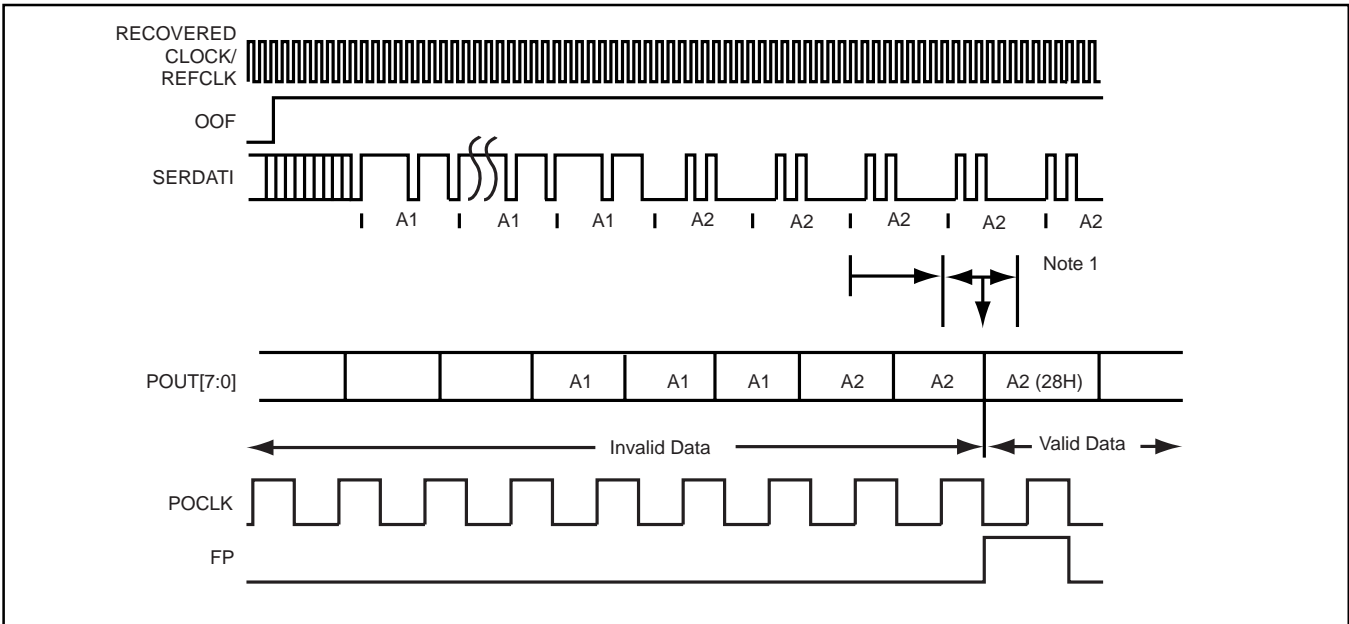 RECOVERED
CLOCK/
REFCLK
OOF
SERDATI
A1 A1 A1 A2 A2 A2 A2 A2
Note 1
POUT[7:0] A1 A1 A1 A2 A2 A2 (28H)
Invalid Data Valid Data
POCLK
FP